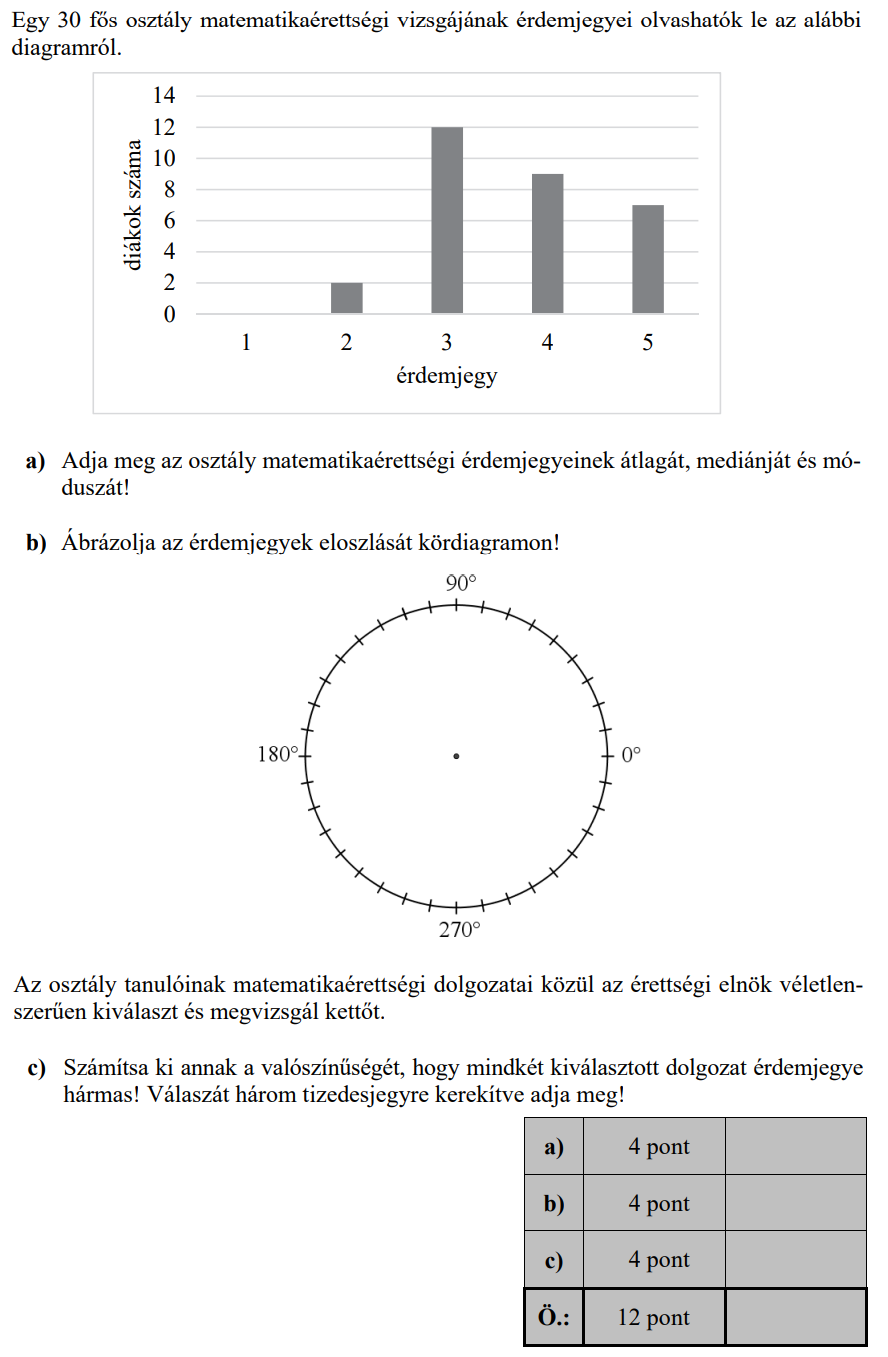 Egy 30 fős osztály matematikaérettségi vizsgájának érdemjegyei olvashatók le az alábbi
diagramról.
14
12
10
8
6
4
2
0
diákok száma
1 2 3 4 5
érdemjegy
a) Adja meg az osztály matematikaérettségi érdemjegyeinek átlagát, mediánját és mó-
duszát!
b) Ábrázolja az érdemjegyek eloszlását kördiagramon!
90°
180°
0°
270°
Az osztály tanulóinak matematikaérettségi dolgozatai közül az érettségi elnök véletlen-
szerűen kiválaszt és megvizsgál kettőt.
c) Számítsa ki annak a valószínűségét, hogy mindkét kiválasztott dolgozat érdemjegye
hármas! Válaszát három tizedesjegyre kerekítve adja meg!
a) 4 pont
b) 4 pont
c) 4 pont
Ö.: 12 pont